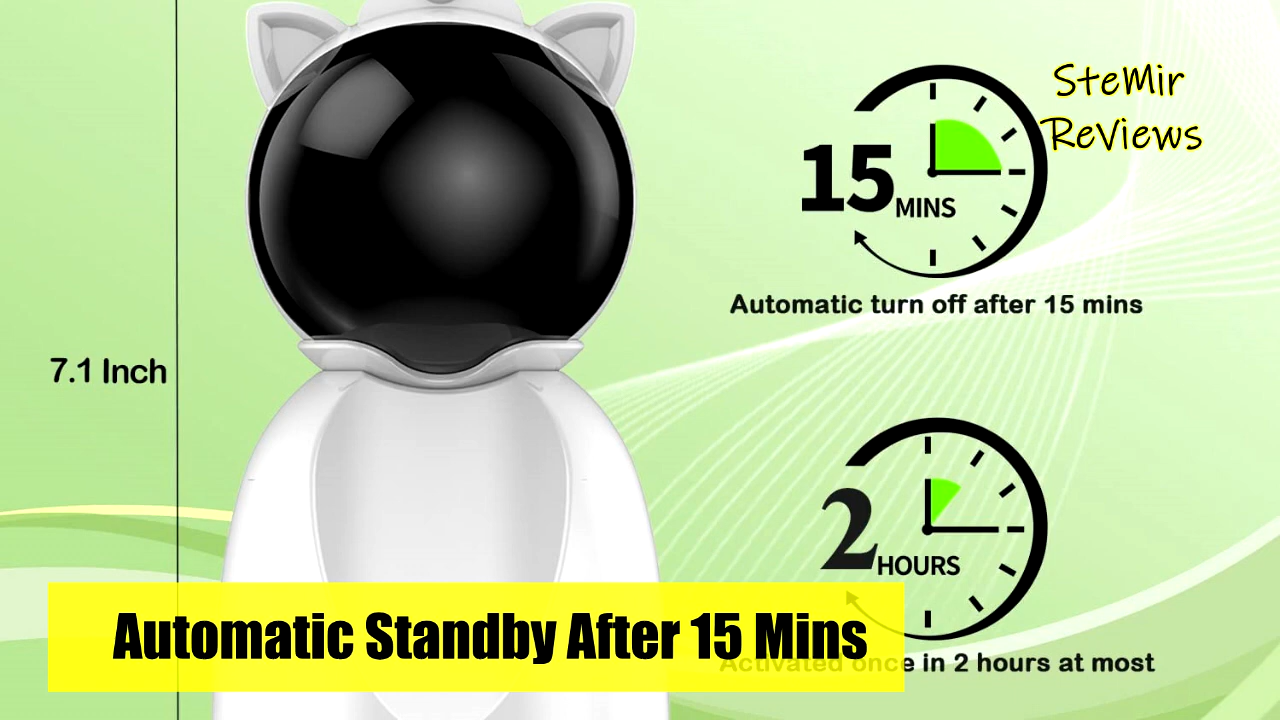 SteMir
Reviews
15 MINS
Automatic turn off after 15 mins
7.1 Inch
2 HOURS
Automatic Standby After 15 Mins
Activated once in 2 hours at most